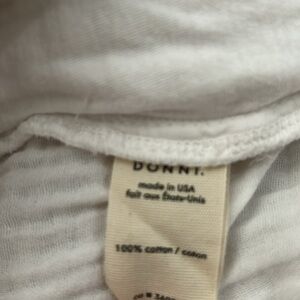 DONNI.
made in USA
fait aux États-Unis
100% cotton / coton